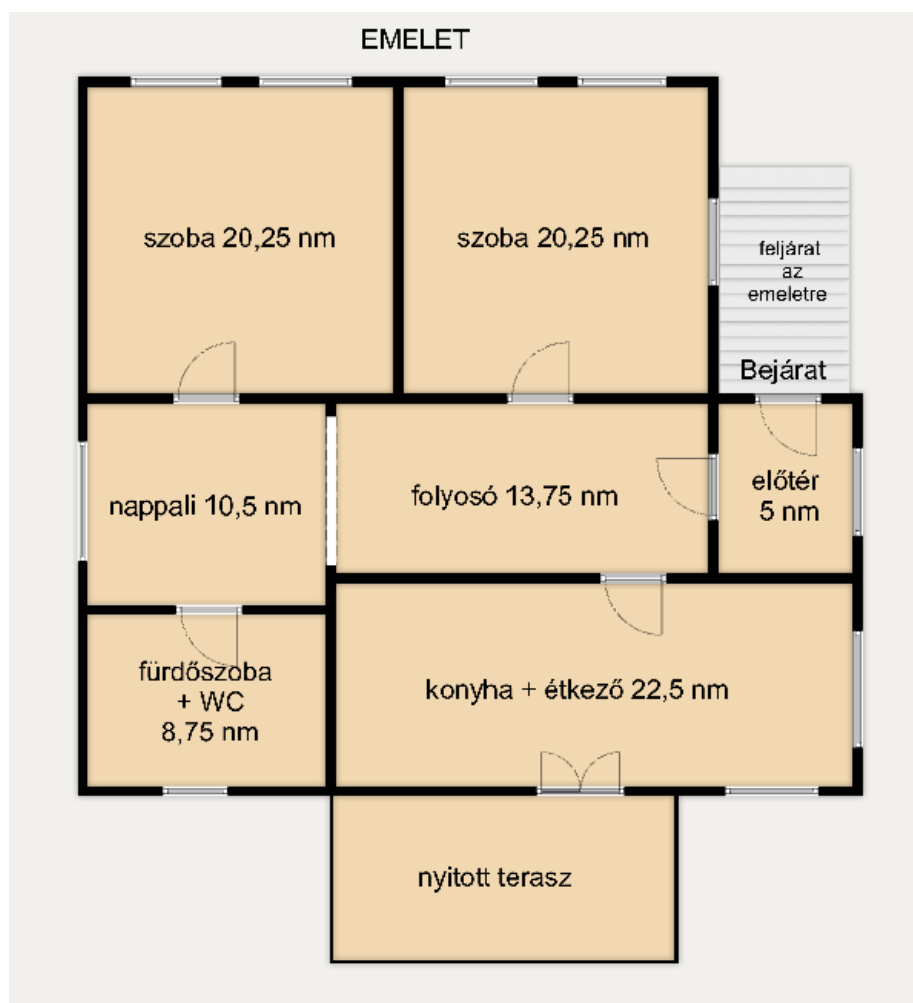 EMELET
szoba 20,25 nm
szoba 20,25 nm
feljárat
az
emeletre
Bejárat
nappali 10,5 nm
folyosó 13,75 nm
előtér
5 nm
fürdőszoba
+ WC
8,75 nm
konyha + étkező 22,5 nm
nyitott terasz